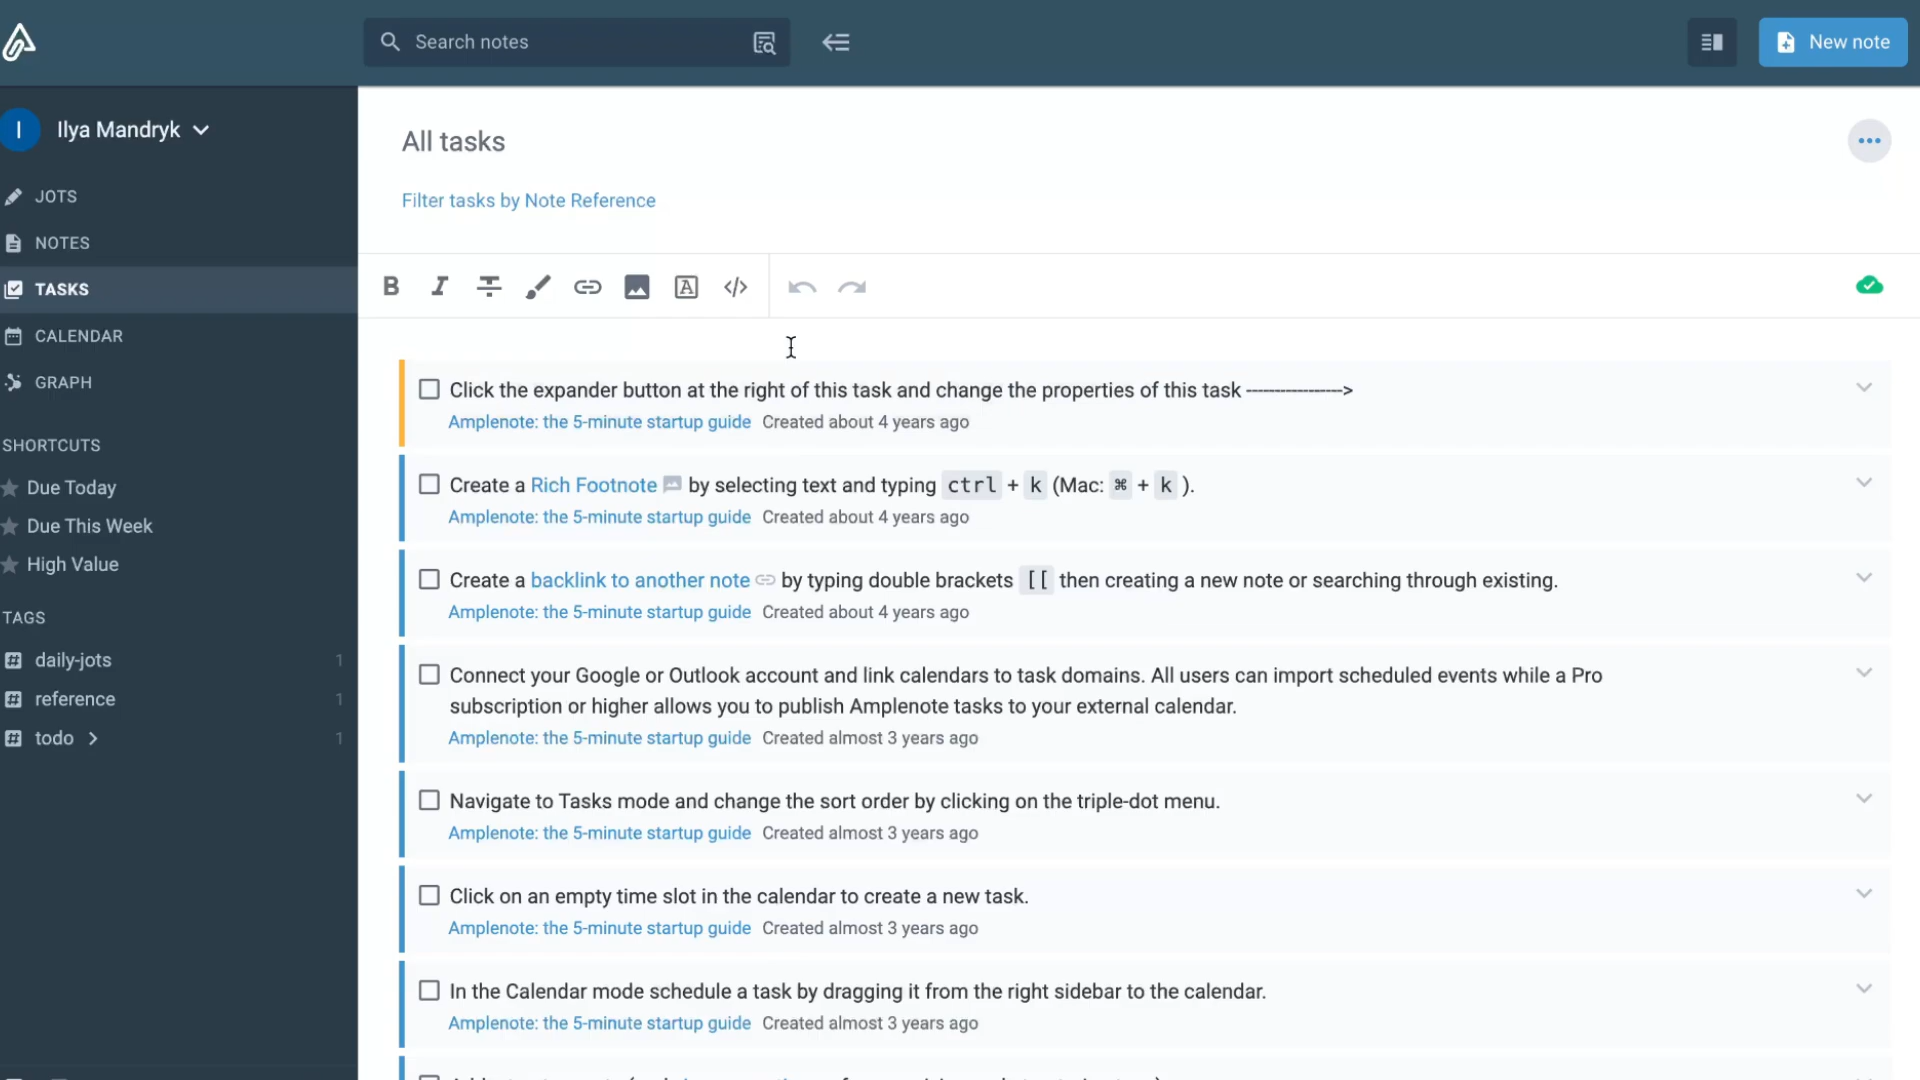 Search notes
New note
I
Ilya Mandryk
JOTS
NOTES
TASKS
CALENDAR
GRAPH
SHORTCUTS
Due Today
Due This Week
High Value
TAGS
daily-jots 1
reference 1
todo 1
All tasks
Filter tasks by Note Reference
B I
Click the expander button at the right of this task and change the properties of this task ---------------->
Amplenote: the 5-minute startup guide Created about 4 years ago
Create a Rich Footnote by selecting text and typing ctrl + k (Mac: ⌘ + k ).
Amplenote: the 5-minute startup guide Created about 4 years ago
Create a backlink to another note by typing double brackets [[ then creating a new note or searching through existing.
Amplenote: the 5-minute startup guide Created about 4 years ago
Connect your Google or Outlook account and link calendars to task domains. All users can import scheduled events while a Pro
subscription or higher allows you to publish Amplenote tasks to your external calendar.
Amplenote: the 5-minute startup guide Created almost 3 years ago
Navigate to Tasks mode and change the sort order by clicking on the triple-dot menu.
Amplenote: the 5-minute startup guide Created almost 3 years ago
Click on an empty time slot in the calendar to create a new task.
Amplenote: the 5-minute startup guide Created almost 3 years ago
In the Calendar mode schedule a task by dragging it from the right sidebar to the calendar.
Amplenote: the 5-minute startup guide Created almost 3 years ago